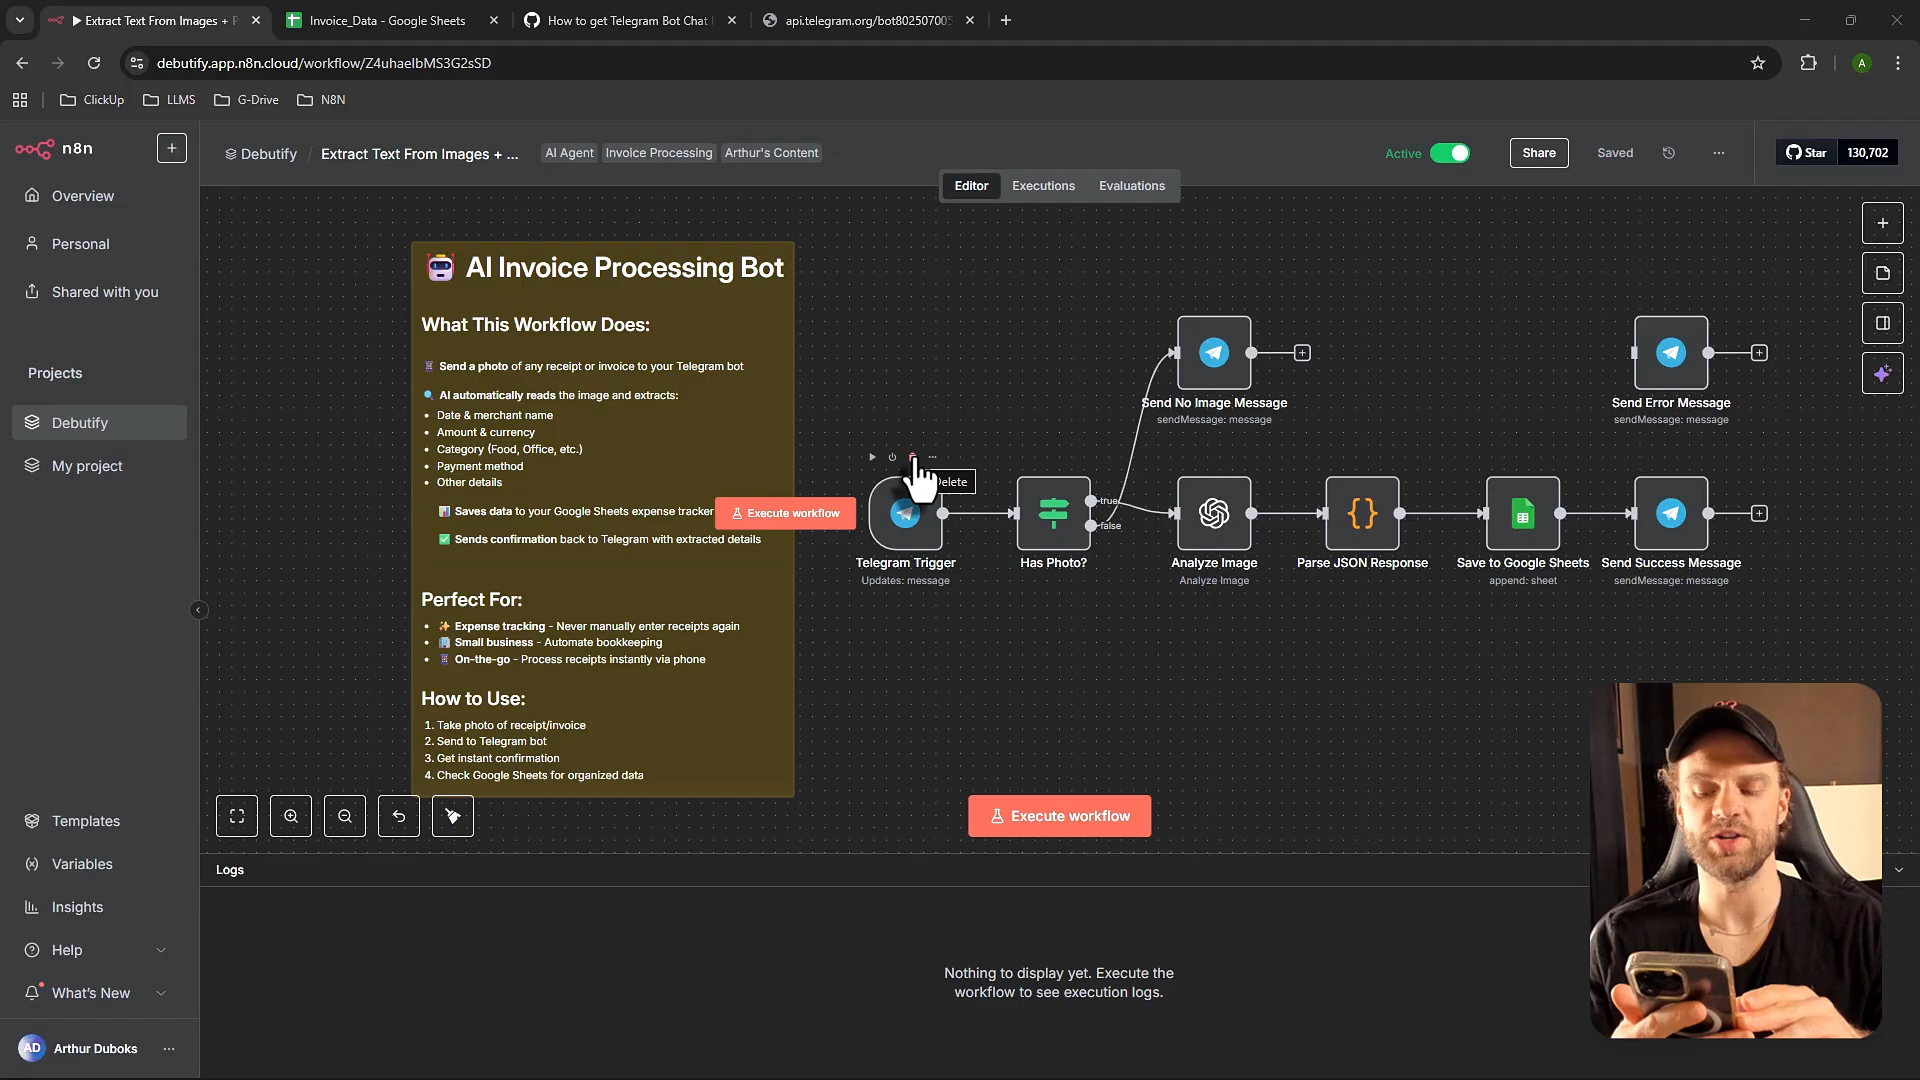 Extract Text From Images + P
Invoice_Data - Google Sheets
How to get Telegram Bot Chat I
api.telegram.org/bot802507005
debutify.app.n8n.cloud/workflow/Z4uhaelbMS3G2sSD
A
ClickUp
LLMS
G-Drive
N8N
n8n
Debutify / Extract Text From Images + ...
AI Agent
Invoice Processing
Arthur's Content
Active
Share
Saved
Star
130,702
Editor
Executions
Evaluations
Overview
Personal
Shared with you
Projects
Debutify
My project
Templates
Variables
Insights
Help
What's New
AD
Arthur Duboks
AI Invoice Processing Bot
What This Workflow Does:
Send a photo of any receipt or invoice to your Telegram bot
AI automatically reads the image and extracts:
• Date & merchant name
• Amount & currency
• Category (Food, Office, etc.)
• Payment method
• Other details
Saves data to your Google Sheets expense tracker
Sends confirmation back to Telegram with extracted details
Perfect For:
• Expense tracking - Never manually enter receipts again
• Small business - Automate bookkeeping
• On-the-go - Process receipts instantly via phone
How to Use:
1. Take photo of receipt/invoice
2. Send to Telegram bot
3. Get instant confirmation
4. Check Google Sheets for organized data
Execute workflow
elete
Telegram Trigger
Updates: message
Has Photo?
true
false
Send No Image Message
sendMessage: message
Analyze Image
Analyze Image
Parse JSON Response
Save to Google Sheets
append: sheet
Send Error Message
sendMessage: message
Send Success Message
sendMessage: message
Execute workflow
Logs
Nothing to display yet. Execute the
workflow to see execution logs.